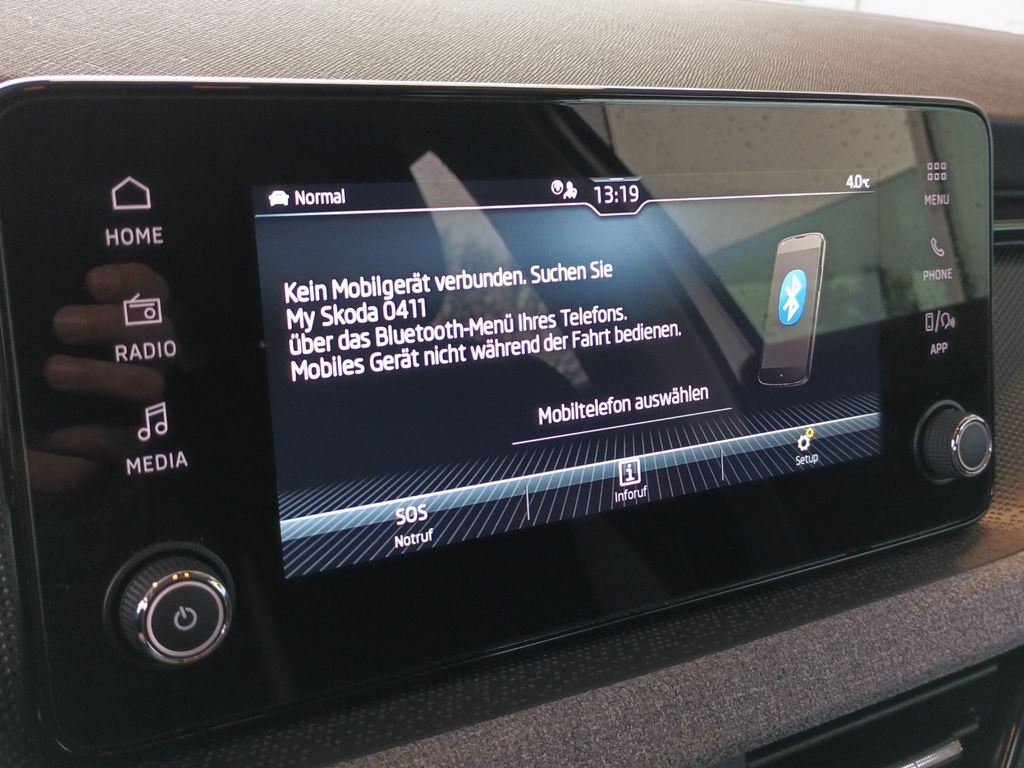 Normal
13:19
4.0°C
HOME
RADIO
MEDIA
MENU
PHONE
APP
Kein Mobilgerät verbunden. Suchen Sie
My Skoda 0411
über das Bluetooth-Menü Ihres Telefons.
Mobiles Gerät nicht während der Fahrt bedienen.
Mobiltelefon auswählen
SOS
Notruf
i
Inforuf
Setup